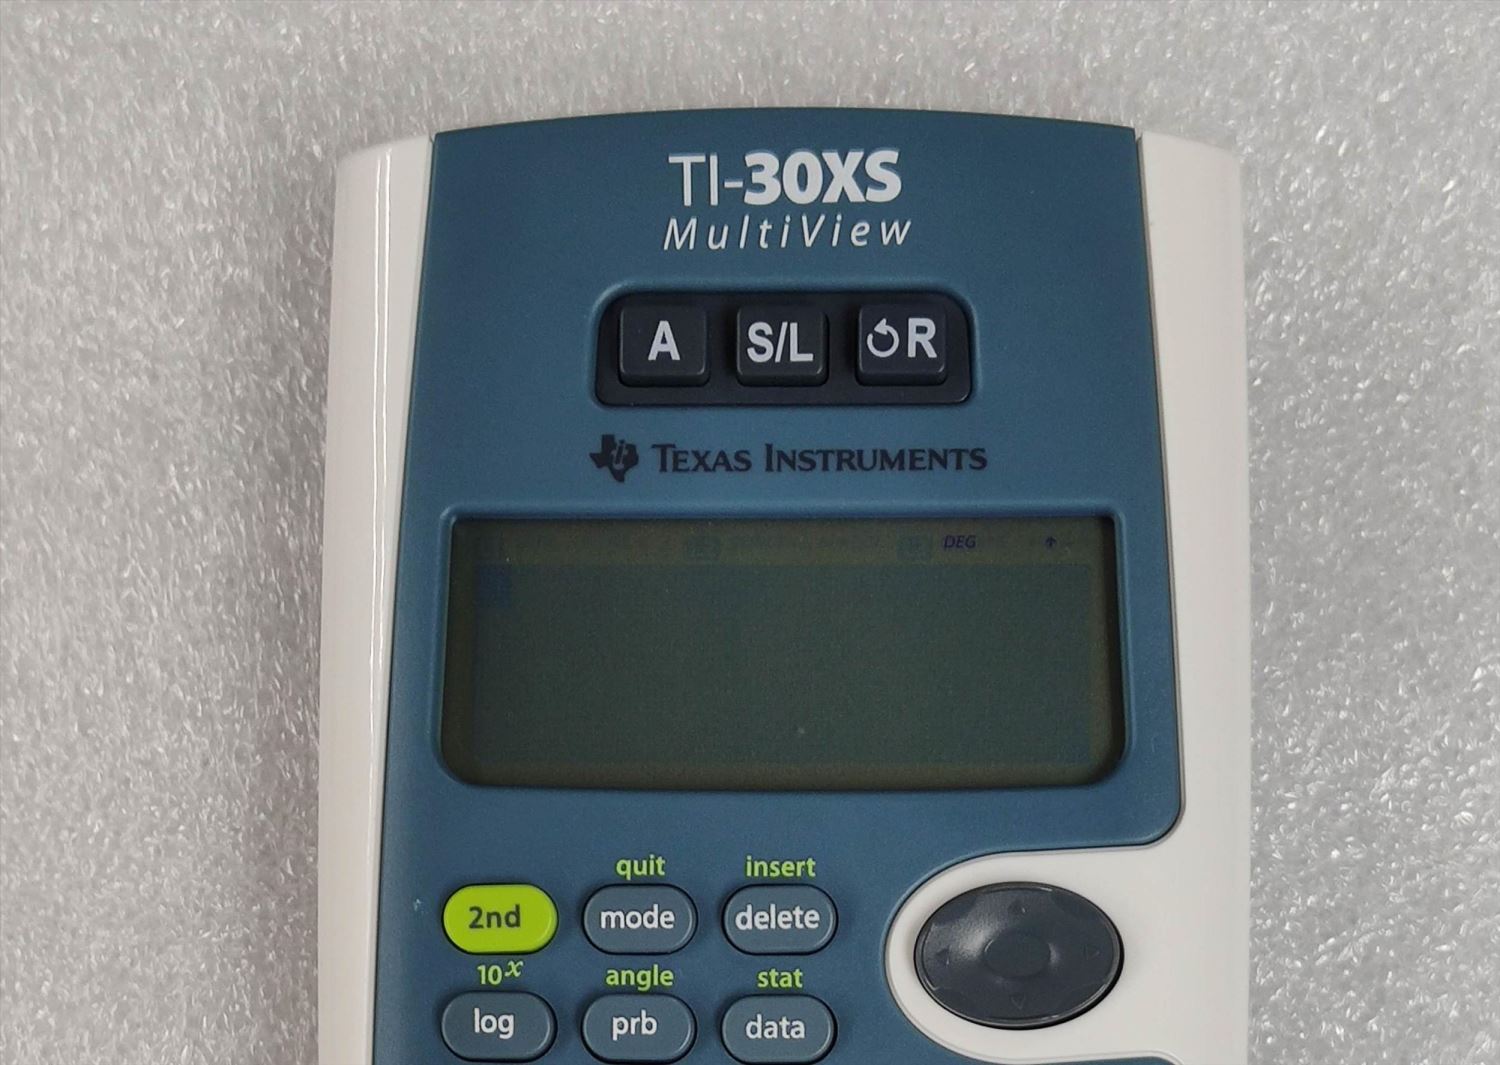 TI-30XS
MultiView
A S/L R
TEXAS INSTRUMENTS
DEG
quit insert
2nd mode delete
10ˣ angle stat
log prb data